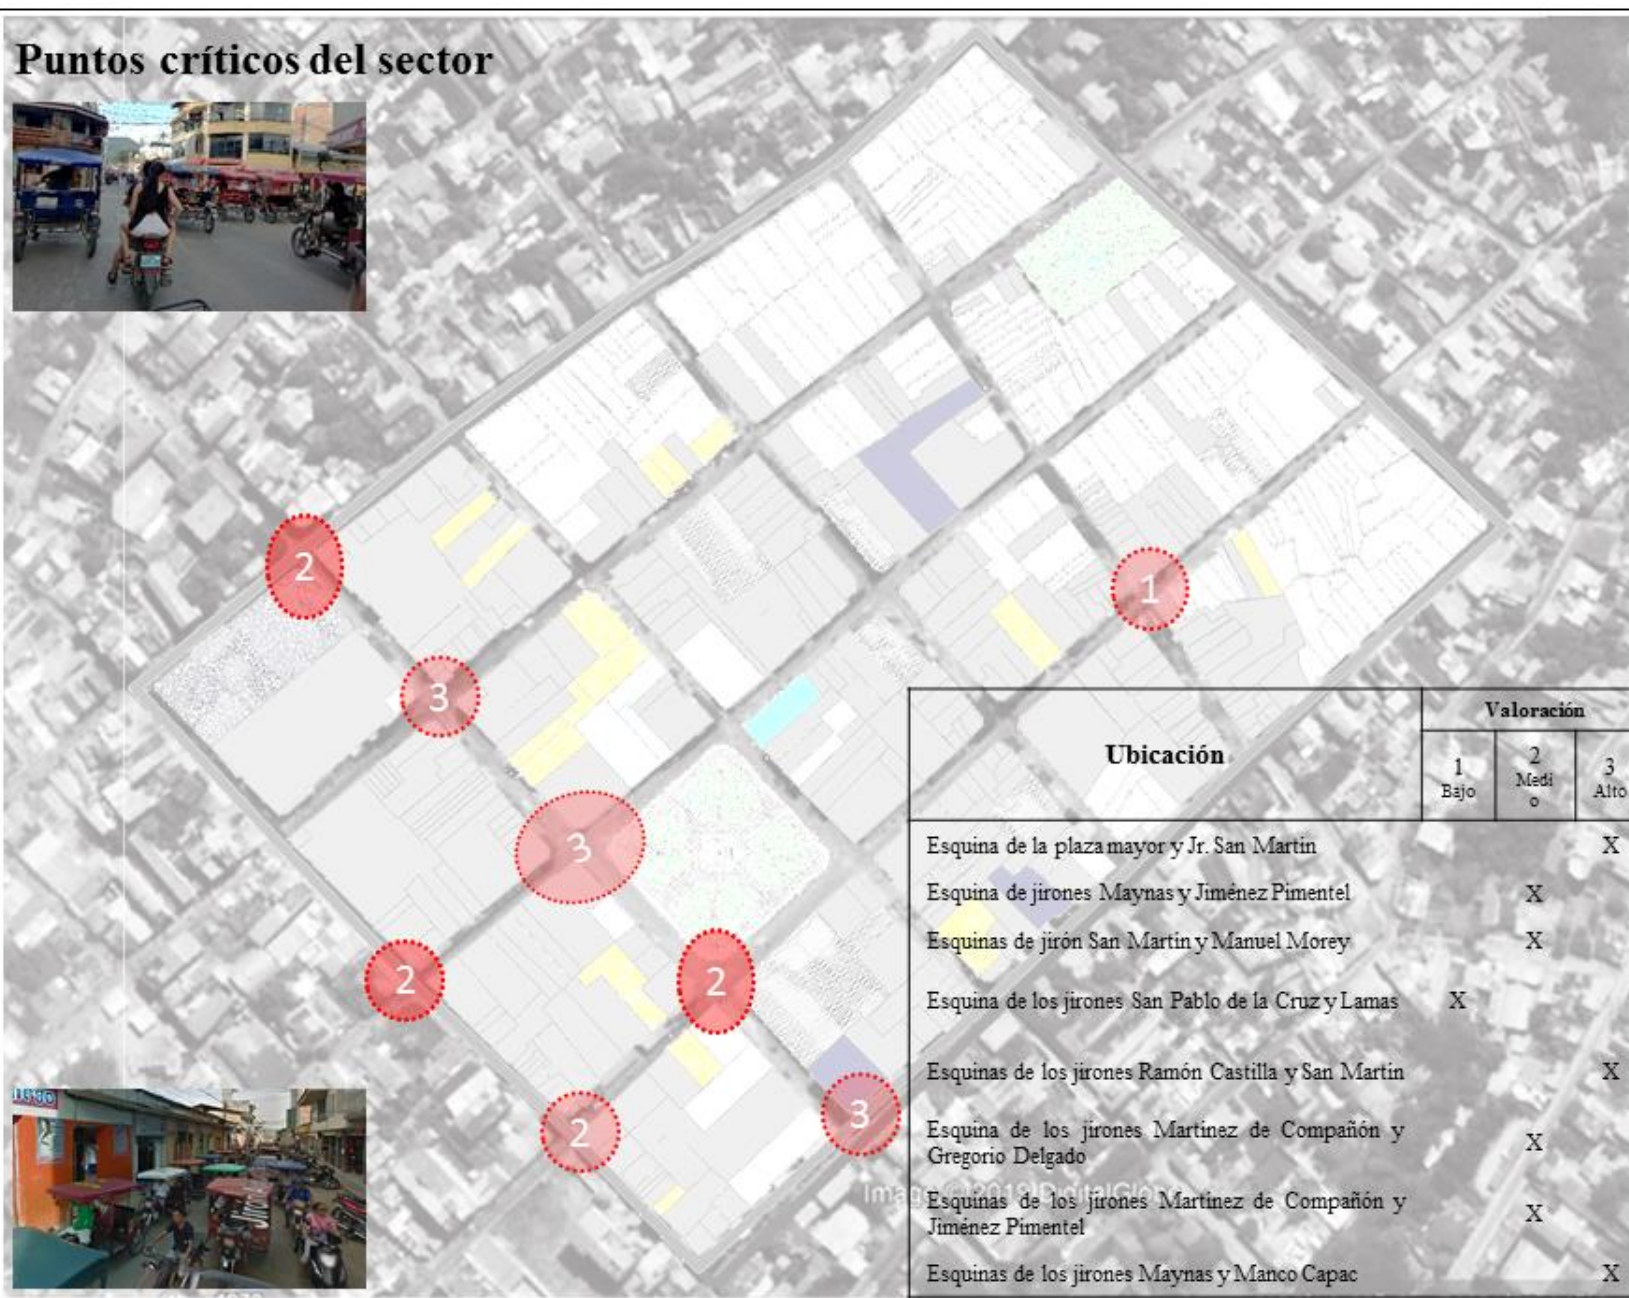 Puntos críticos del sector
2
3
1
3
2
2
2
3
Ubicación
Valoración
1
Bajo
2
Medi
o
3
Alto
Esquina de la plaza mayor y Jr. San Martin X
Esquina de jirones Maynas y Jiménez Pimentel X
Esquinas de jirón San Martin y Manuel Morey X
Esquina de los jirones San Pablo de la Cruz y Lamas X
Esquinas de los jirones Ramón Castilla y San Martin X
Esquina de los jirones Martinez de Compañón y
Gregorio Delgado X
Esquinas de los jirones Martinez de Compañón y
Jiménez Pimentel X
Esquinas de los jirones Maynas y Manco Capac X